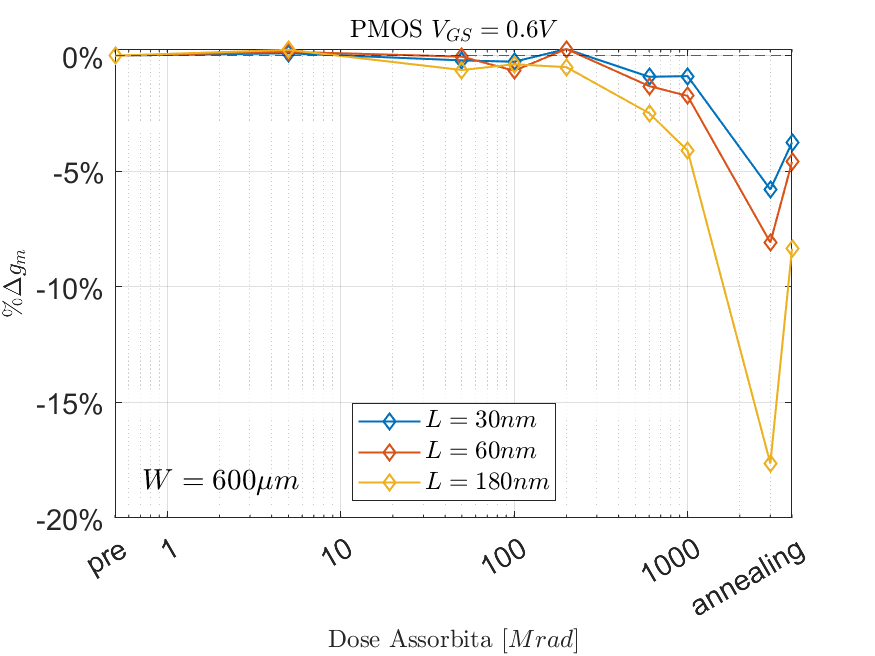 PMOS V_GS = 0.6V
0%
-5%
-10%
-15%
-20%
%Δg_m
L = 30nm
L = 60nm
L = 180nm
W = 600μm
pre 1 10 100 1000 annealing
Dose Assorbita [Mrad]